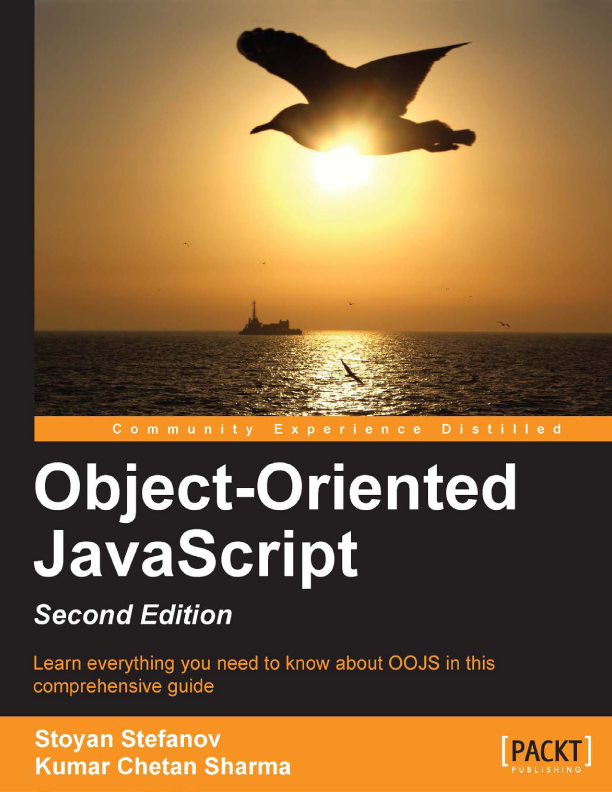 Community Experience Distilled
Object-Oriented
JavaScript
Second Edition
Learn everything you need to know about OOJS in this
comprehensive guide
Stoyan Stefanov
Kumar Chetan Sharma
[PACKT]
PUBLISHING